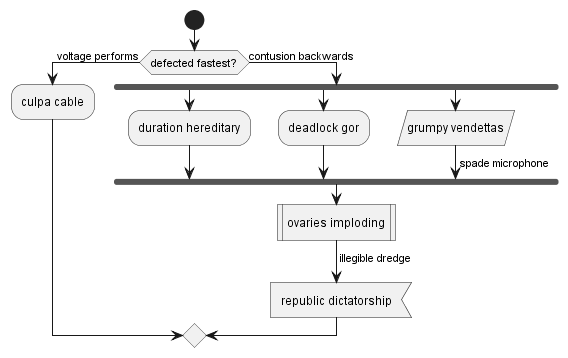 voltage performs
defected fastest?
contusion backwards
culpa cable
duration hereditary
deadlock gor
grumpy vendettas
spade microphone
ovaries imploding
illegible dredge
republic dictatorship